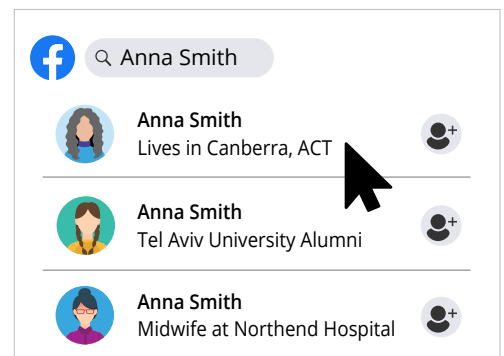 Anna Smith
Anna Smith
Lives in Canberra, ACT
Anna Smith
Tel Aviv University Alumni
Anna Smith
Midwife at Northend Hospital